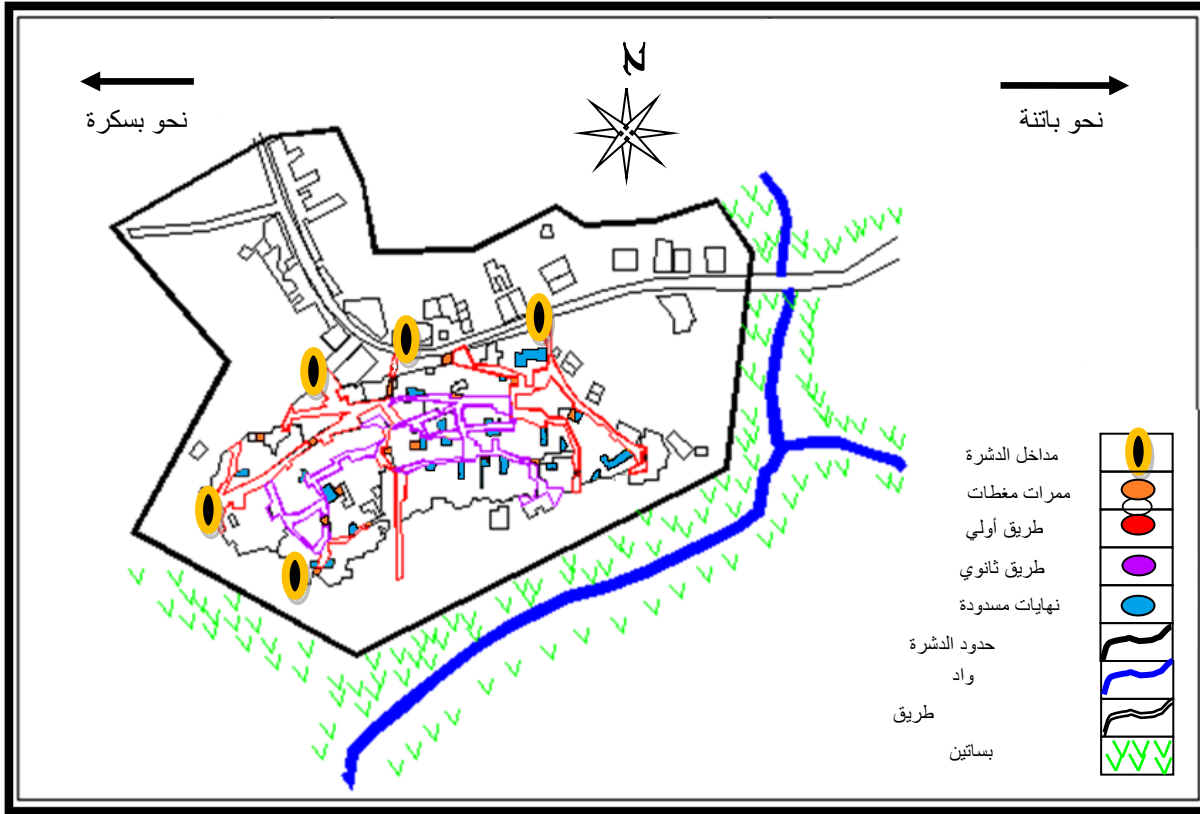 N
نحو باتنة
نحو بسكرة
مداخل الدشرة
ممرات مغطات
طريق أولي
طريق ثانوي
نهايات مسدودة
حدود الدشرة
واد
طريق
بساتين